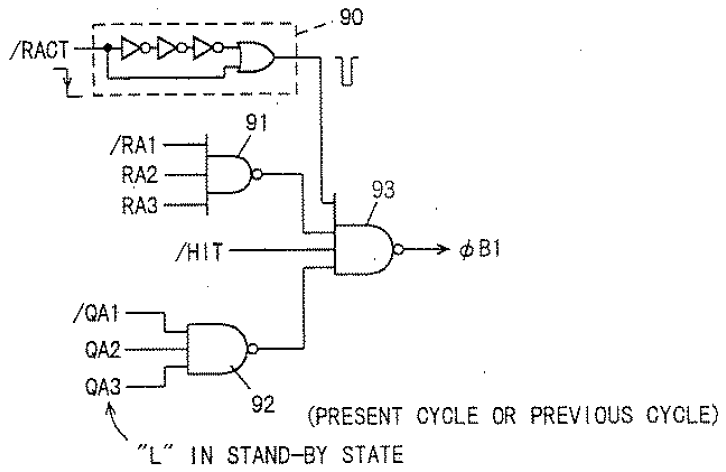 90
/RACT
91
/RA1
RA2
RA3
93
/HIT
φB1
/QA1
QA2
QA3
92
(PRESENT CYCLE OR PREVIOUS CYCLE)
"L" IN STAND-BY STATE